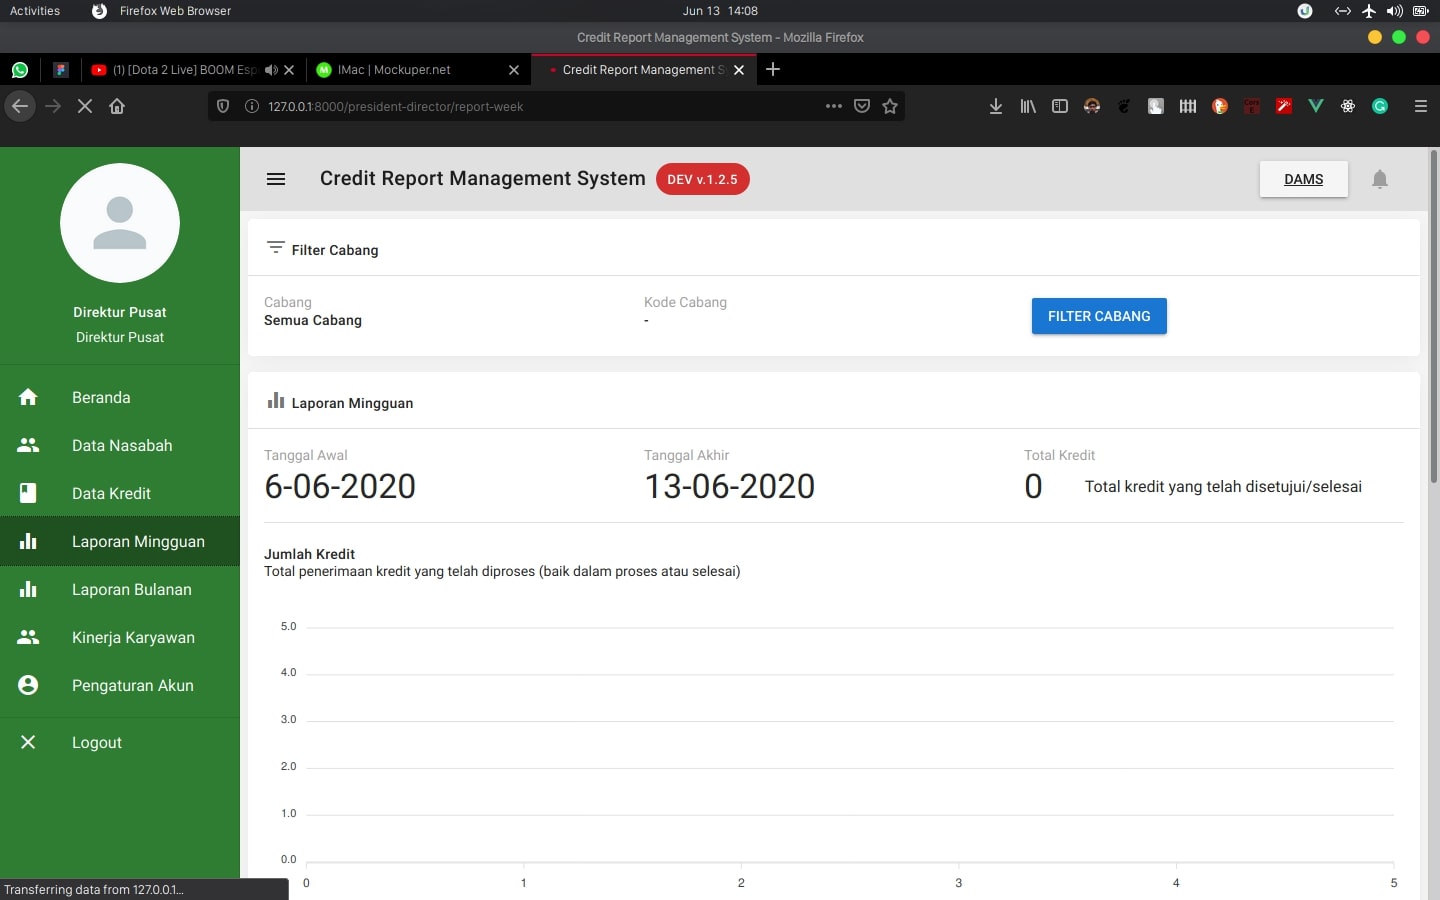 Activities Firefox Web Browser Jun 13 14:08
Credit Report Management System - Mozilla Firefox
(1) [Dota 2 Live] BOOM Esp IMac | Mockuper.net Credit Report Management S
127.0.0.1:8000/president-director/report-week
Credit Report Management System DEV v.1.2.5 DAMS
Direktur Pusat
Direktur Pusat
Beranda
Data Nasabah
Data Kredit
Laporan Mingguan
Laporan Bulanan
Kinerja Karyawan
Pengaturan Akun
Logout
Filter Cabang
Cabang Kode Cabang
Semua Cabang -
FILTER CABANG
Laporan Mingguan
Tanggal Awal Tanggal Akhir Total Kredit
6-06-2020 13-06-2020 0 Total kredit yang telah disetujui/selesai
Jumlah Kredit
Total penerimaan kredit yang telah diproses (baik dalam proses atau selesai)
5.0
4.0
3.0
2.0
1.0
0.0
0 1 2 3 4 5
Transferring data from 127.0.0.1...